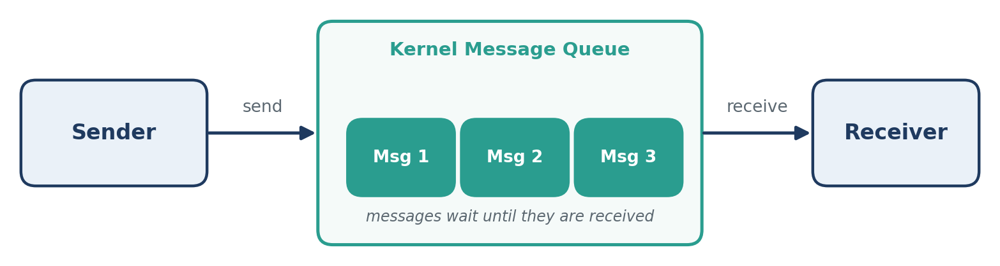 Kernel Message Queue
send
receive
Sender
Receiver
Msg 1
Msg 2
Msg 3
messages wait until they are received